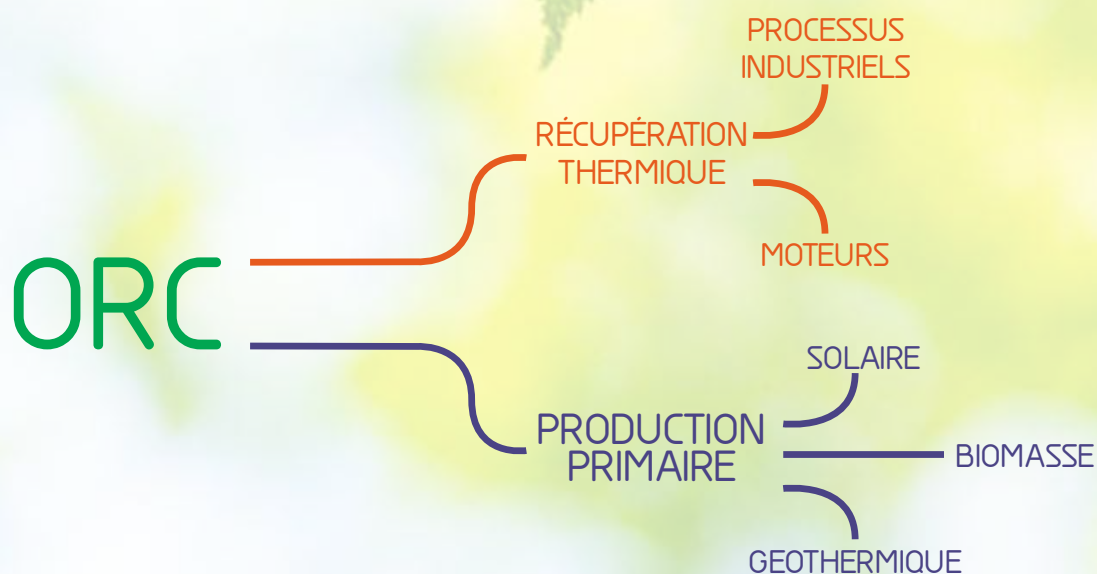 PROCESSUS
INDUSTRIELS
RÉCUPÉRATION
THERMIQUE
MOTEURS
ORC
SOLAIRE
PRODUCTION
PRIMAIRE
BIOMASSE
GEOTHERMIQUE